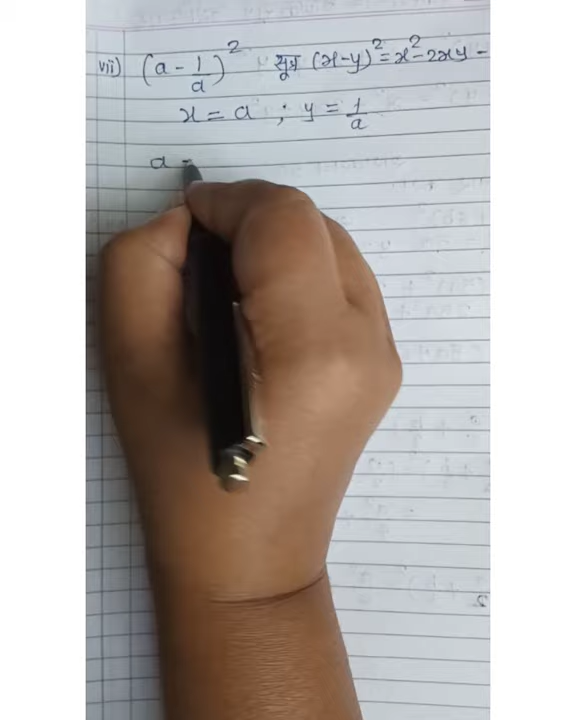 vii) (a - 1/a)² सूत्र (x-y)² = x² - 2xy -
x = a ; y = 1/a
a -